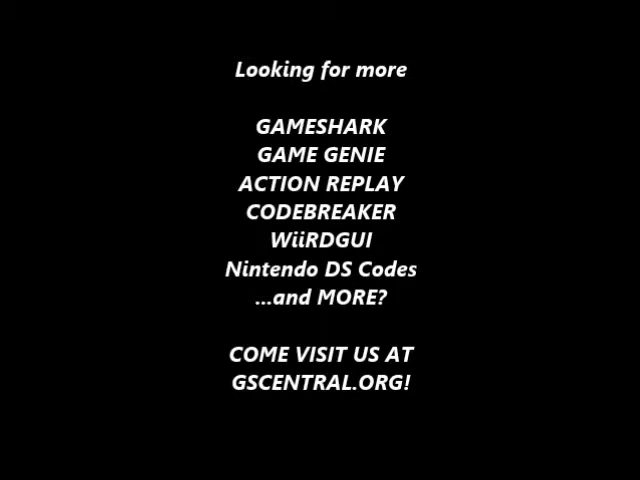 Looking for more
GAMESHARK
GAME GENIE
ACTION REPLAY
CODEBREAKER
WiiRDGUI
Nintendo DS Codes
...and MORE?
COME VISIT US AT
GSCENTRAL.ORG!